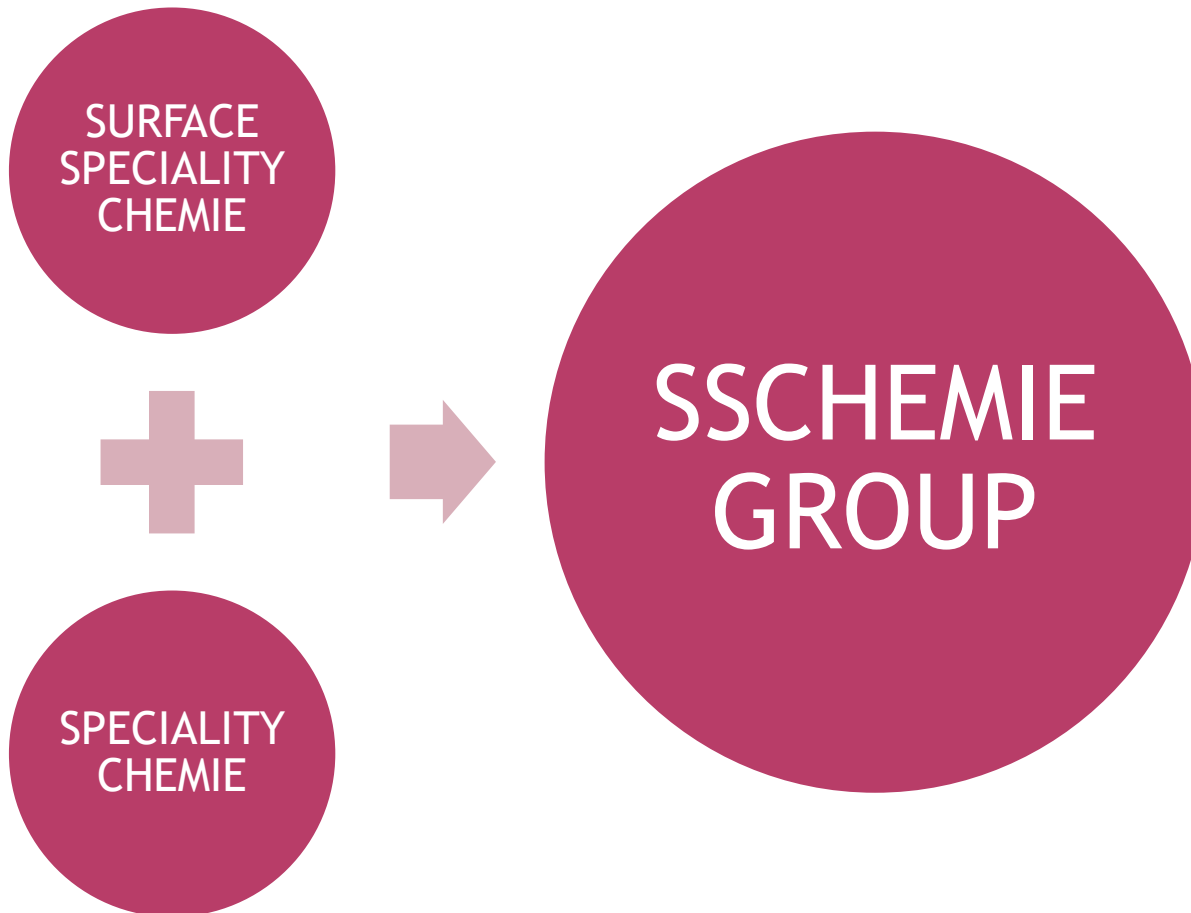 SURFACE
SPECIALITY
CHEMIE
SPECIALITY
CHEMIE
SSCHEMIE
GROUP